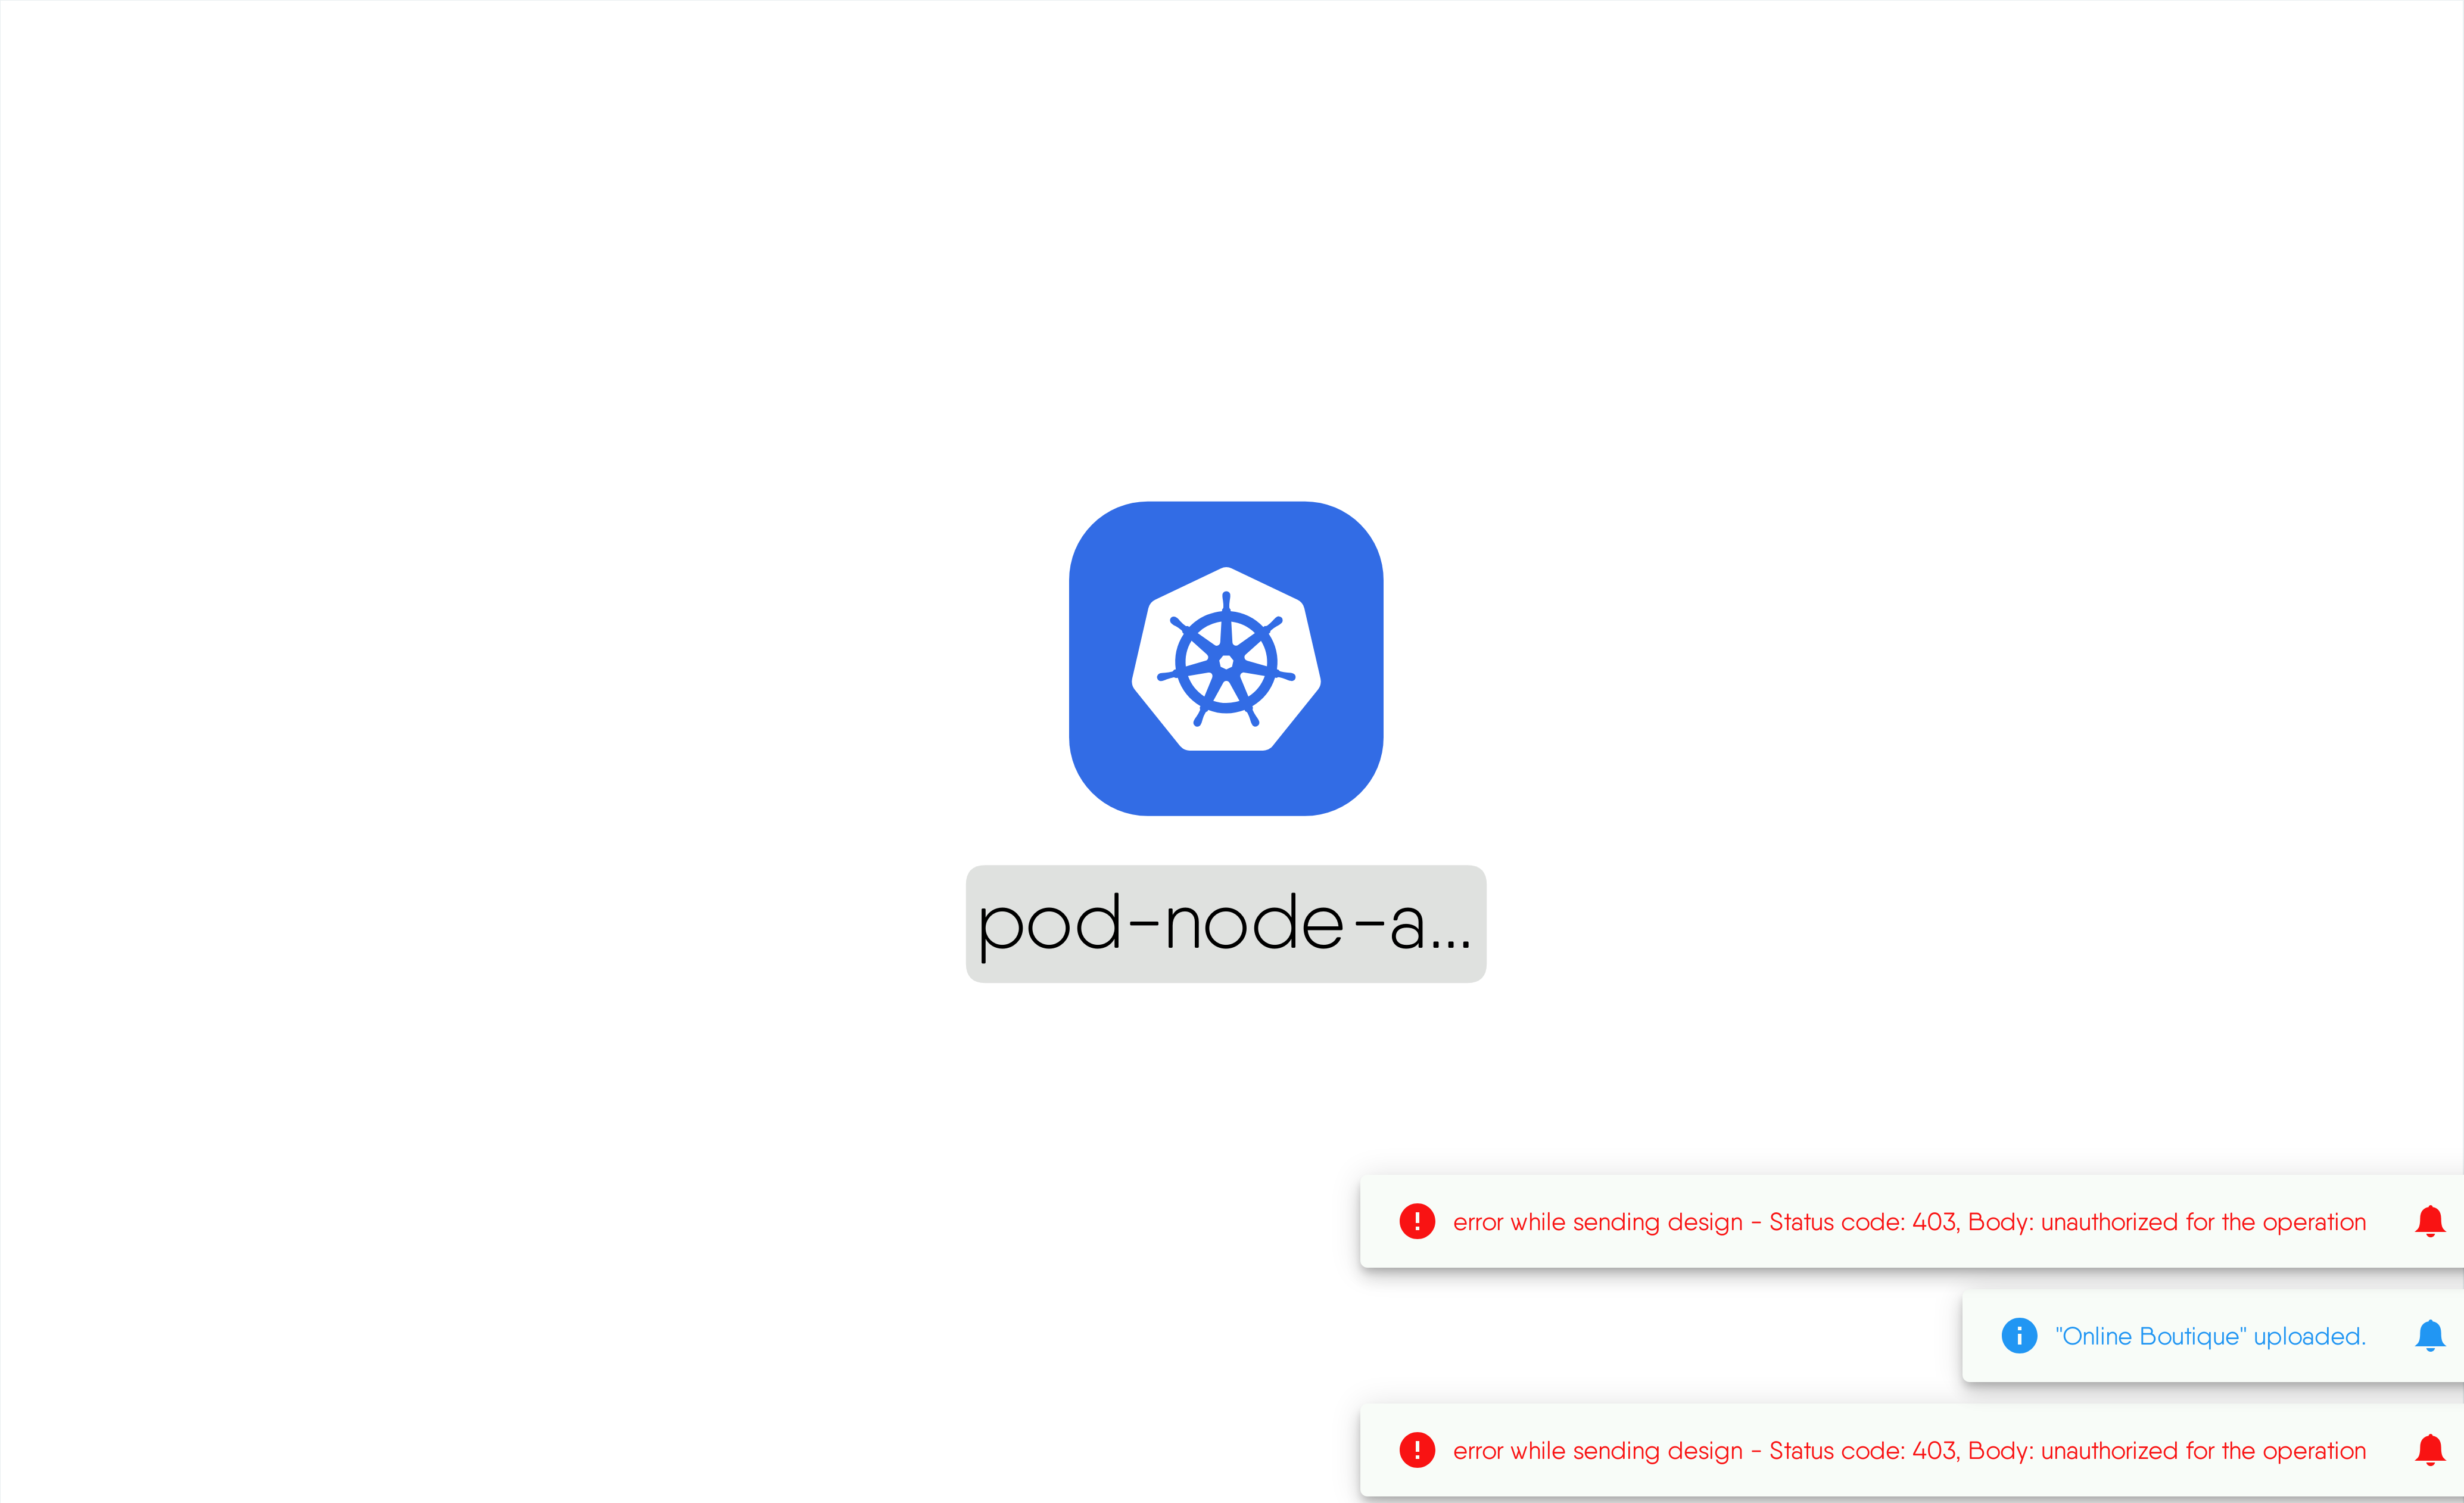 pod-node-a...
error while sending design - Status code: 403, Body: unauthorized for the operation
"Online Boutique" uploaded.
error while sending design - Status code: 403, Body: unauthorized for the operation